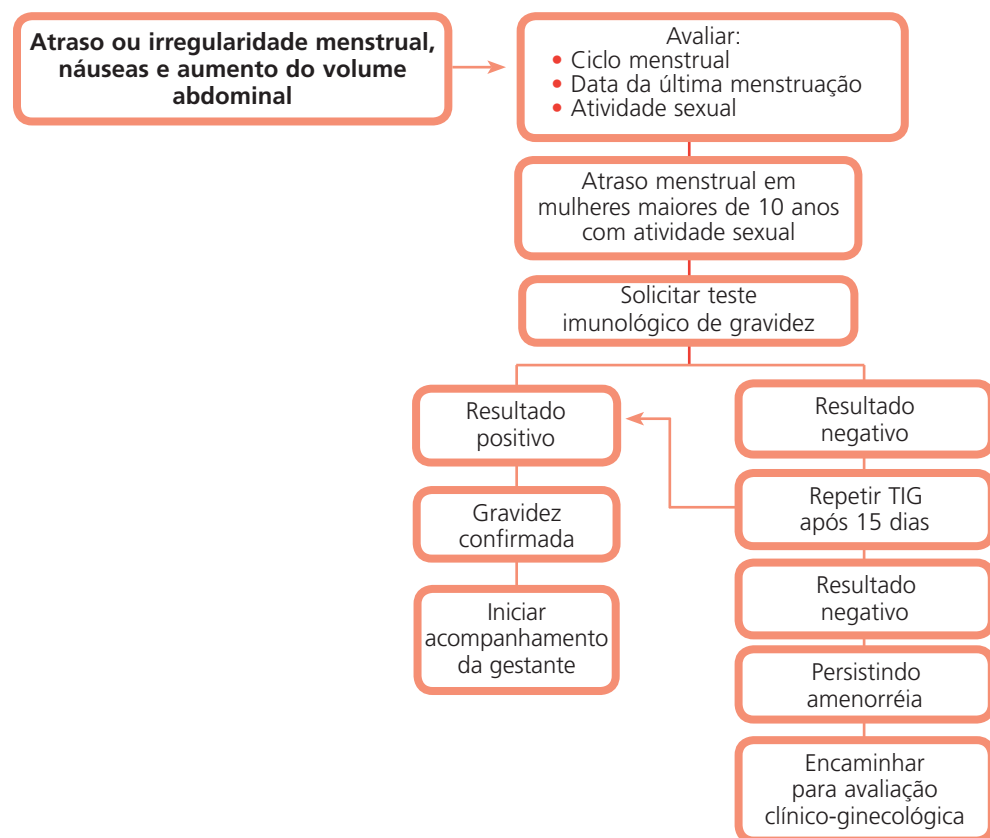 Atraso ou irregularidade menstrual,
náuseas e aumento do volume
abdominal
Avaliar:
• Ciclo menstrual
• Data da última menstruação
• Atividade sexual
Atraso menstrual em
mulheres maiores de 10 anos
com atividade sexual
Solicitar teste
imunológico de gravidez
Resultado
positivo
Gravidez
confirmada
Iniciar
acompanhamento
da gestante
Resultado
negativo
Repetir TIG
após 15 dias
Resultado
negativo
Persistindo
amenorréia
Encaminhar
para avaliação
clínico-ginecológica